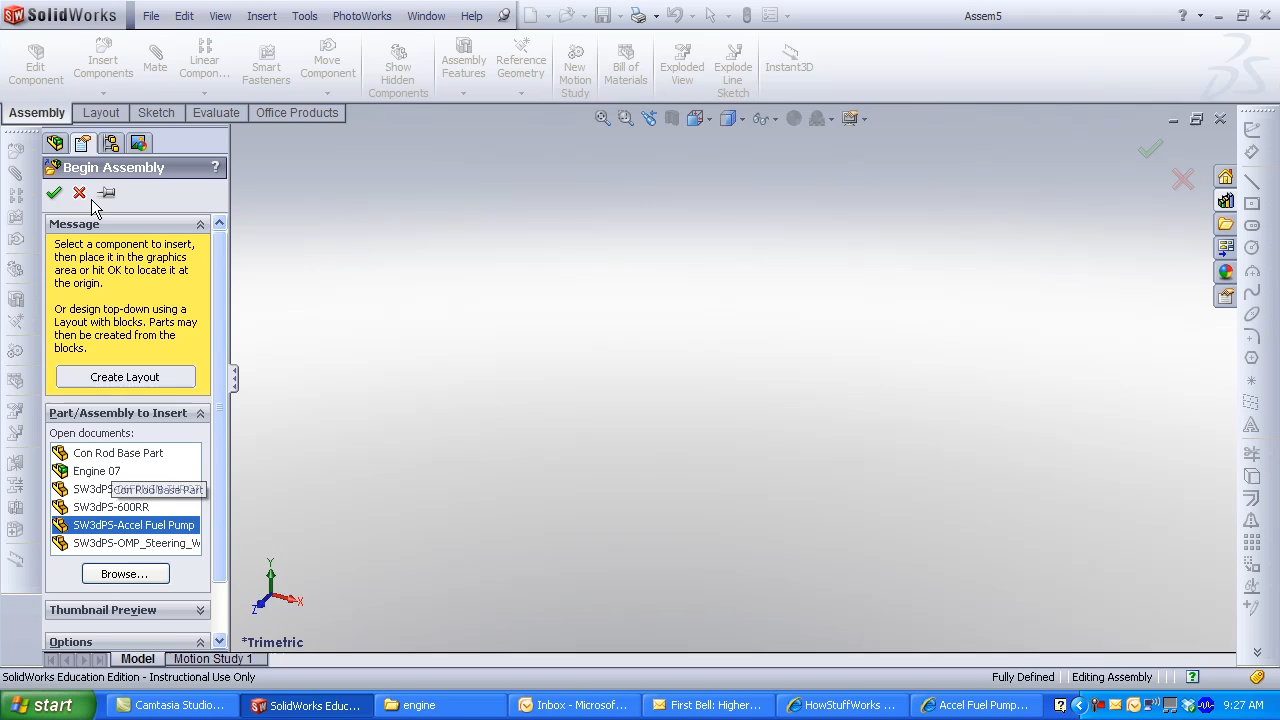 SolidWorks File Edit View Insert Tools PhotoWorks Window Help Assem5
Edit Component
Insert Components
Mate
Linear Compon...
Smart Fasteners
Move Component
Show Hidden Components
Assembly Features
Reference Geometry
New Motion Study
Bill of Materials
Exploded View
Explode Line Sketch
Instant3D
Assembly Layout Sketch Evaluate Office Products
Begin Assembly ?
Message
Select a component to insert,
then place it in the graphics
area or hit OK to locate it at
the origin.
Or design top-down using a
Layout with blocks. Parts may
then be created from the
blocks.
Create Layout
Part/Assembly to Insert
Open documents:
Con Rod Base Part
Engine 07
Con Rod Base Part
SW3dPS-600RR
SW3dPS-Accel Fuel Pump
SW3dPS-OMP_Steering_W
Browse...
Thumbnail Preview
Options
Y
X
Z
*Trimetric
Model Motion Study 1
SolidWorks Education Edition - Instructional Use Only Fully Defined Editing Assembly
start Camtasia Studio... SolidWorks Educ... engine Inbox - Microsof... First Bell: Higher... HowStuffWorks ... Accel Fuel Pump... 9:27 AM